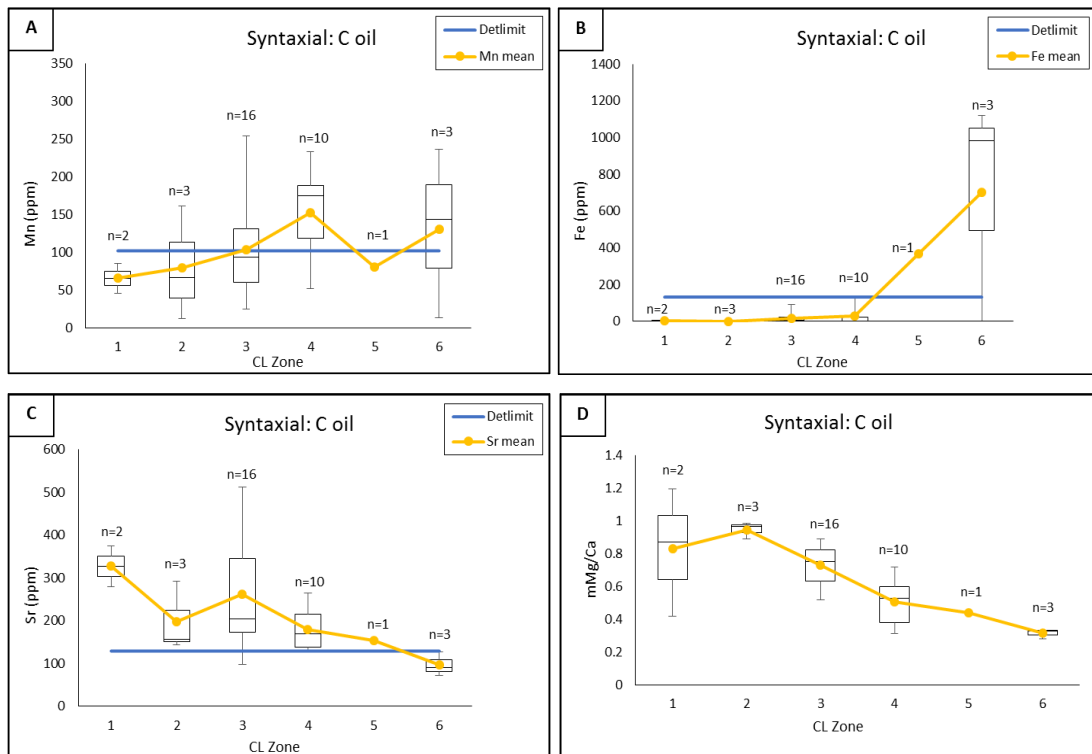 A
Syntaxial: C oil
Detlimit
Mn mean
Mn (ppm)
350
300
250
200
150
100
50
0
n=2
n=3
n=16
n=10
n=1
n=3
1 2 3 4 5 6
CL Zone
B
Syntaxial: C oil
Detlimit
Fe mean
Fe (ppm)
1400
1200
1000
800
600
400
200
0
n=2
n=3
n=16
n=10
n=1
n=3
1 2 3 4 5 6
CL Zone
C
Syntaxial: C oil
Detlimit
Sr mean
Sr (ppm)
600
500
400
300
200
100
0
n=2
n=3
n=16
n=10
n=1
n=3
1 2 3 4 5 6
CL Zone
D
Syntaxial: C oil
mMg/Ca
1.4
1.2
1
0.8
0.6
0.4
0.2
0
n=2
n=3
n=16
n=10
n=1
n=3
1 2 3 4 5 6
CL Zone